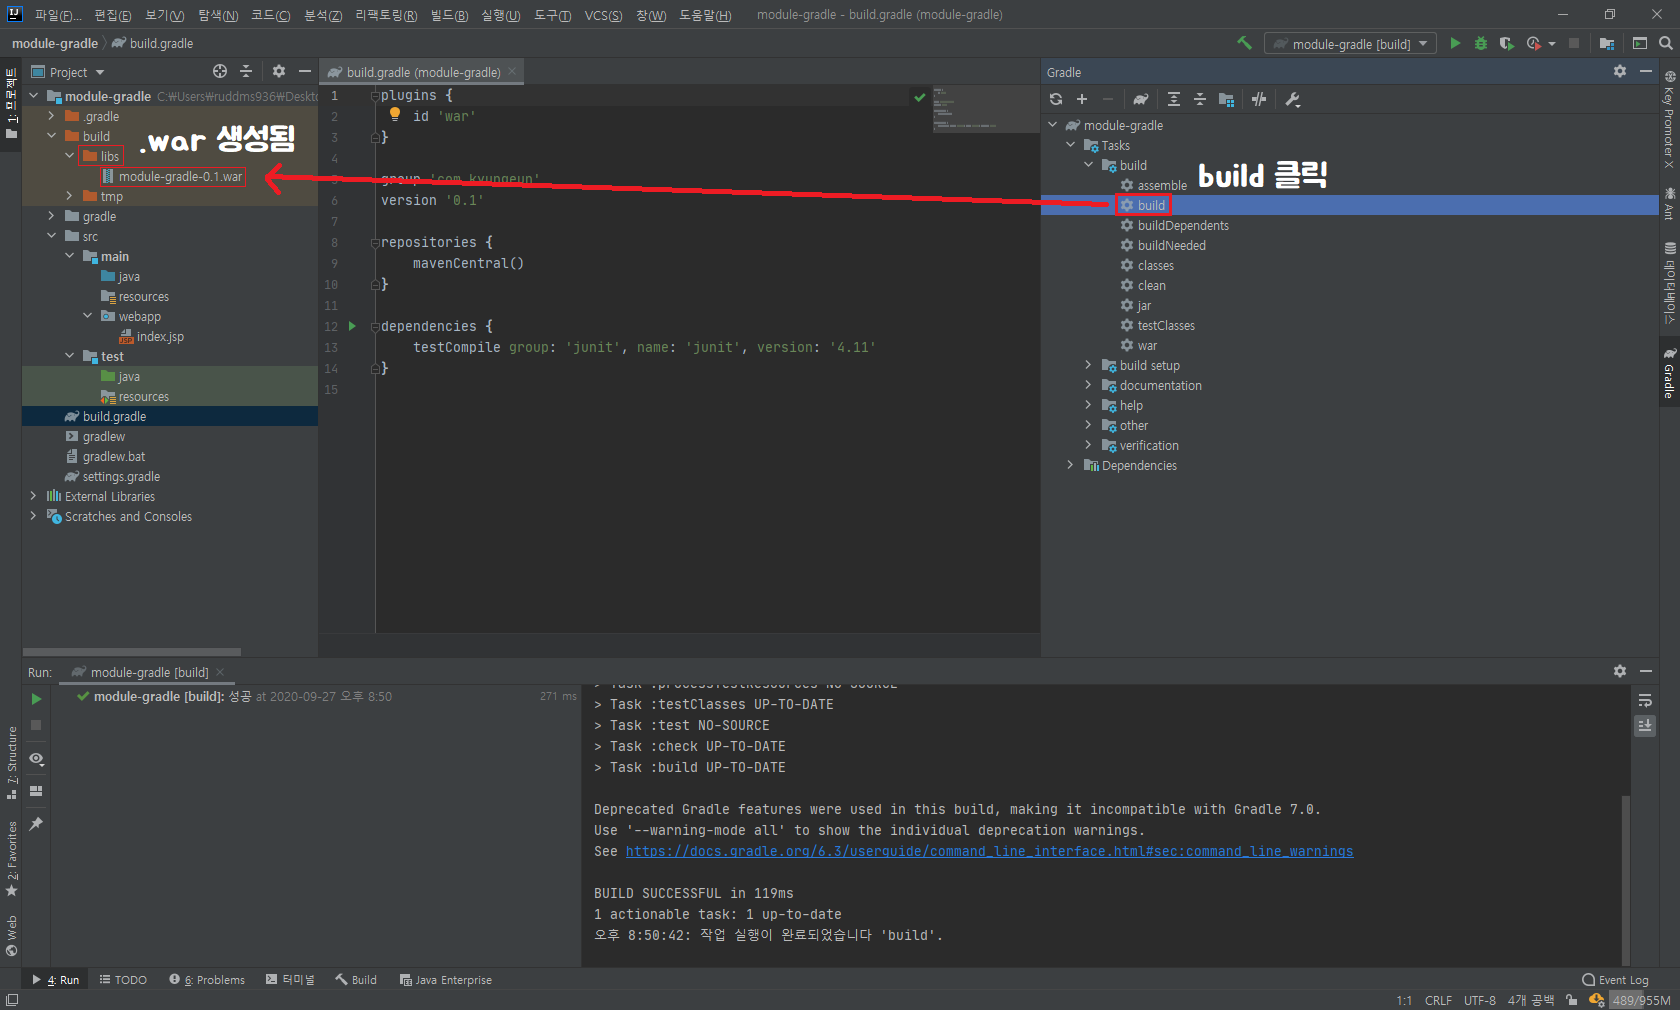 파일(F)... 편집(E) 보기(V) 탐색(N) 코드(C) 분석(Z) 리팩토링(R) 빌드(B) 실행(U) 도구(T) VCS(S) 창(W) 도움말(H) module-gradle - build.gradle (module-gradle)
module-gradle build.gradle
module-gradle [build]
Project
build.gradle (module-gradle)
Gradle
1: 프로젝트
module-gradle C:₩Users₩ruddms936₩Deskto
.gradle
build
libs
module-gradle-0.1.war
tmp
gradle
src
main
java
resources
webapp
index.jsp
test
java
resources
build.gradle
gradlew
gradlew.bat
settings.gradle
External Libraries
Scratches and Consoles
.war 생성됨
1 plugins {
2 id 'war'
3 }
4
5 group 'com.kyungeun'
6 version '0.1'
7
8 repositories {
9 mavenCentral()
10 }
11
12 dependencies {
13 testCompile group: 'junit', name: 'junit', version: '4.11'
14 }
15
module-gradle
Tasks
build
assemble
build
buildDependents
buildNeeded
classes
clean
jar
testClasses
war
build setup
documentation
help
other
verification
Dependencies
build 클릭
Key Promoter X
Ant
데이터베이스
Gradle
Run: module-gradle [build]
module-gradle [build]: 성공 at 2020-09-27 오후 8:50 271 ms
> Task :processTestResources NO-SOURCE
> Task :testClasses UP-TO-DATE
> Task :test NO-SOURCE
> Task :check UP-TO-DATE
> Task :build UP-TO-DATE
Deprecated Gradle features were used in this build, making it incompatible with Gradle 7.0.
Use '--warning-mode all' to show the individual deprecation warnings.
See https://docs.gradle.org/6.3/userguide/command_line_interface.html#sec:command_line_warnings
BUILD SUCCESSFUL in 119ms
1 actionable task: 1 up-to-date
오후 8:50:42: 작업 실행이 완료되었습니다 'build'.
7: Structure
2: Favorites
Web
4: Run TODO 6: Problems 터미널 Build Java Enterprise Event Log
1:1 CRLF UTF-8 4개 공백 489/955M